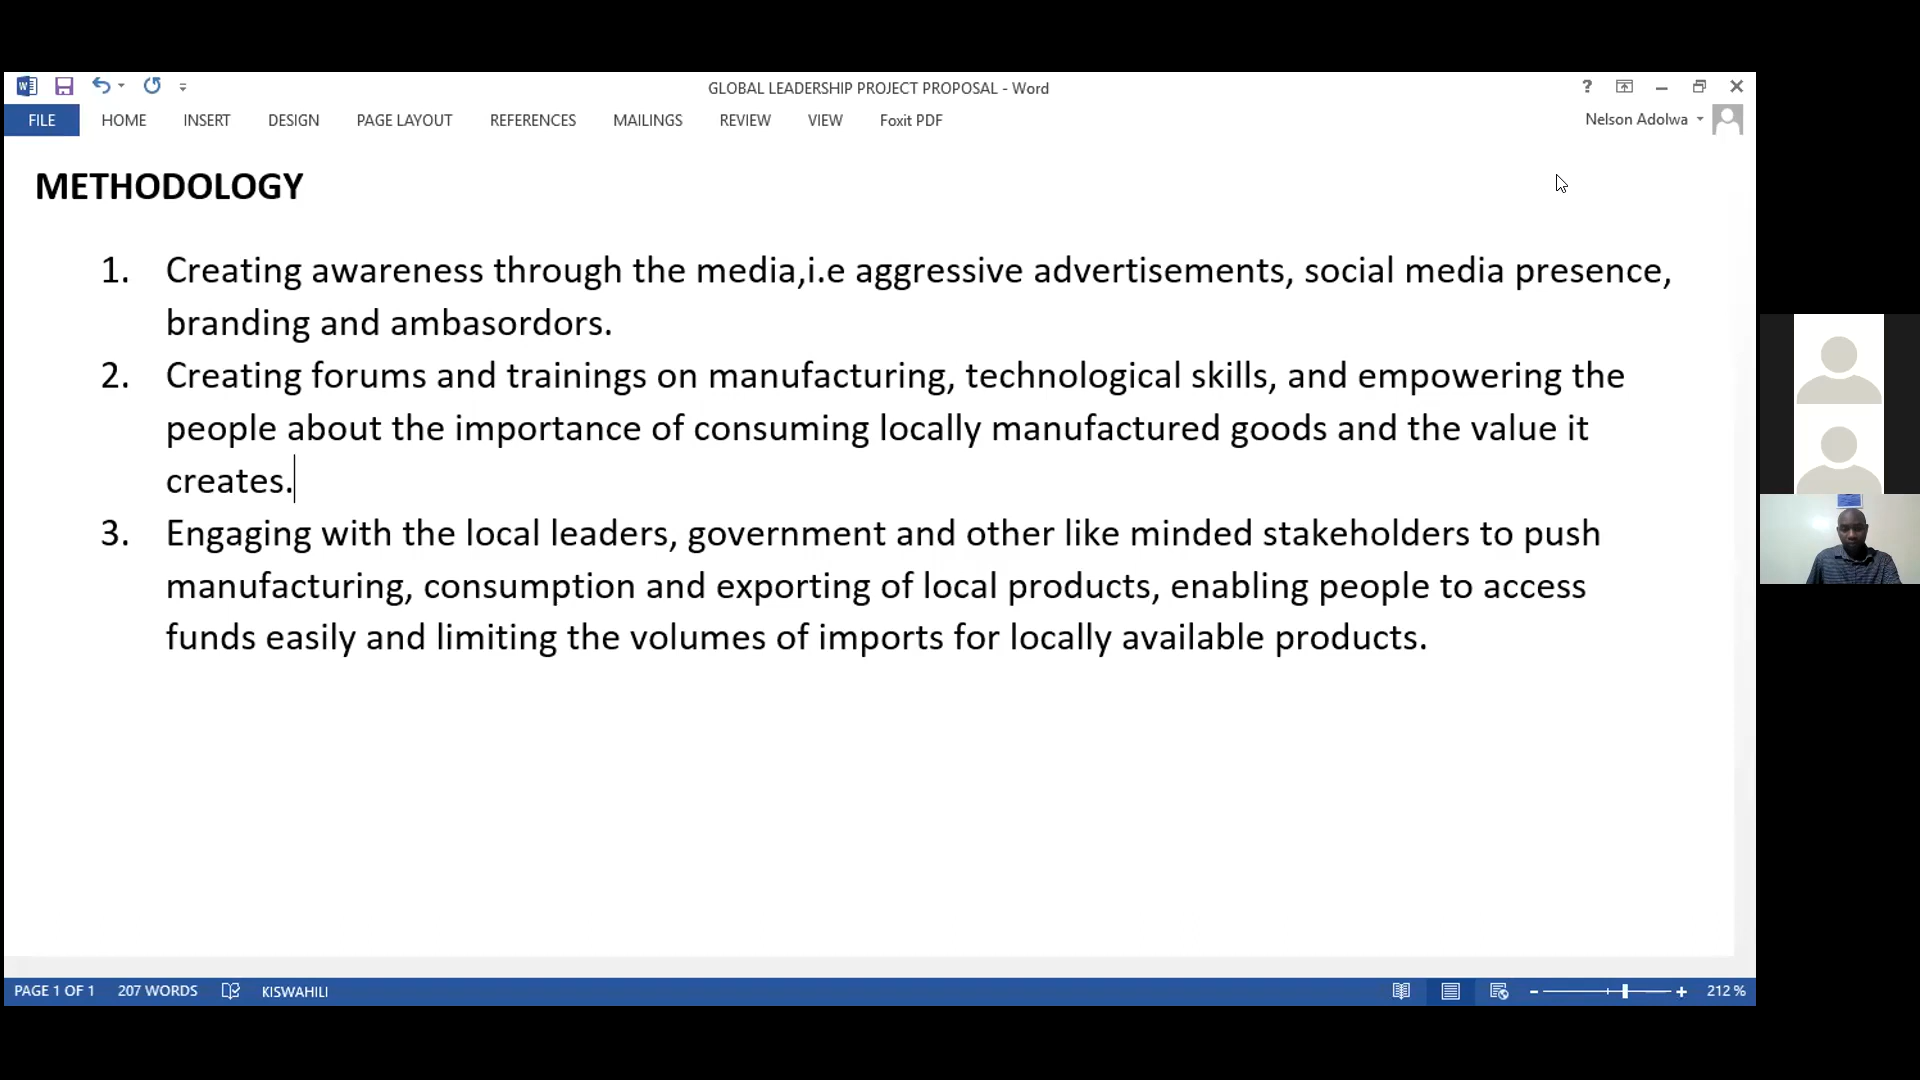 GLOBAL LEADERSHIP PROJECT PROPOSAL - Word
FILE HOME INSERT DESIGN PAGE LAYOUT REFERENCES MAILINGS REVIEW VIEW Foxit PDF Nelson Adolwa
METHODOLOGY
1. Creating awareness through the media,i.e aggressive advertisements, social media presence,
branding and ambasordors.
2. Creating forums and trainings on manufacturing, technological skills, and empowering the
people about the importance of consuming locally manufactured goods and the value it
creates.
3. Engaging with the local leaders, government and other like minded stakeholders to push
manufacturing, consumption and exporting of local products, enabling people to access
funds easily and limiting the volumes of imports for locally available products.
PAGE 1 OF 1 207 WORDS KISWAHILI 212 %